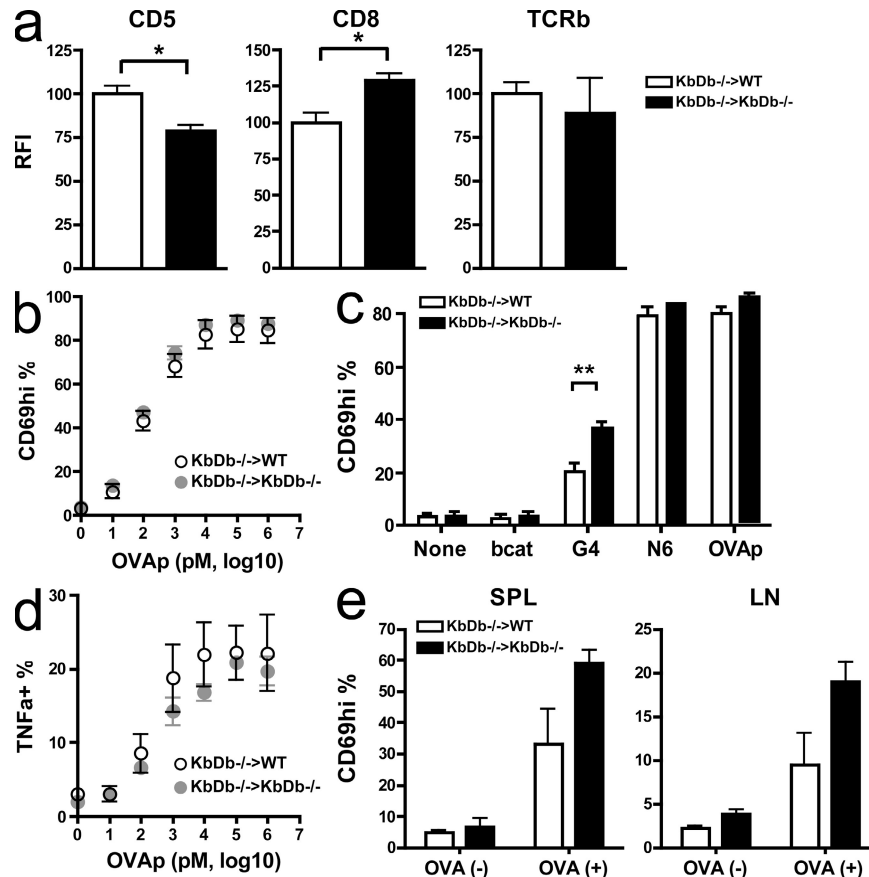 a
CD5
CD8
TCRb
RFI
125
100
75
50
25
0
*
150
125
100
75
50
25
0
*
125
100
75
50
25
0
KbDb-/->WT
KbDb-/->KbDb-/-
b
CD69hi %
100
80
60
40
20
0
KbDb-/->WT
KbDb-/->KbDb-/-
0 1 2 3 4 5 6 7
OVAp (pM, log10)
c
CD69hi %
80
60
40
20
0
KbDb-/->WT
KbDb-/->KbDb-/-
**
None bcat G4 N6 OVAp
d
TNFa+ %
30
20
10
0
KbDb-/->WT
KbDb-/->KbDb-/-
0 1 2 3 4 5 6 7
OVAp (pM, log10)
e
SPL
LN
CD69hi %
70
60
50
40
30
20
10
0
KbDb-/->WT
KbDb-/->KbDb-/-
OVA (-) OVA (+)
25
20
15
10
5
0
OVA (-) OVA (+)